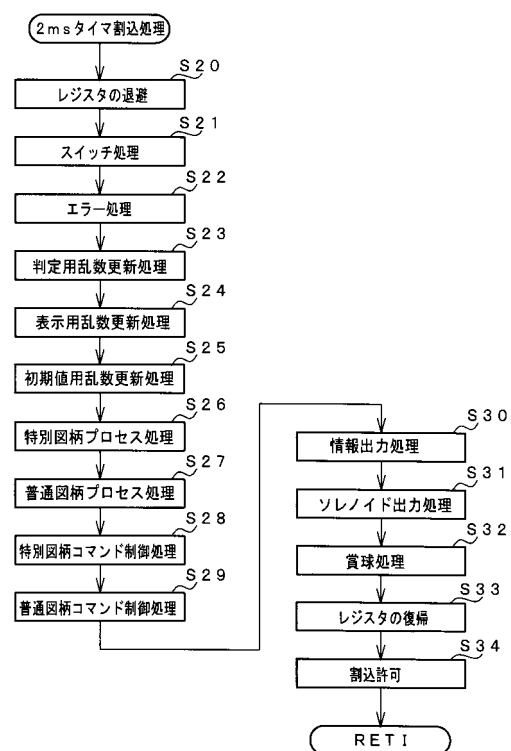 2msタイマ割込処理
S20
レジスタの退避
S21
スイッチ処理
S22
エラー処理
S23
判定用乱数更新処理
S24
表示用乱数更新処理
S25
初期値用乱数更新処理
S26
特別図柄プロセス処理
S27
普通図柄プロセス処理
S28
特別図柄コマンド制御処理
S29
普通図柄コマンド制御処理
S30
情報出力処理
S31
ソレノイド出力処理
S32
賞球処理
S33
レジスタの復帰
S34
割込許可
RETI